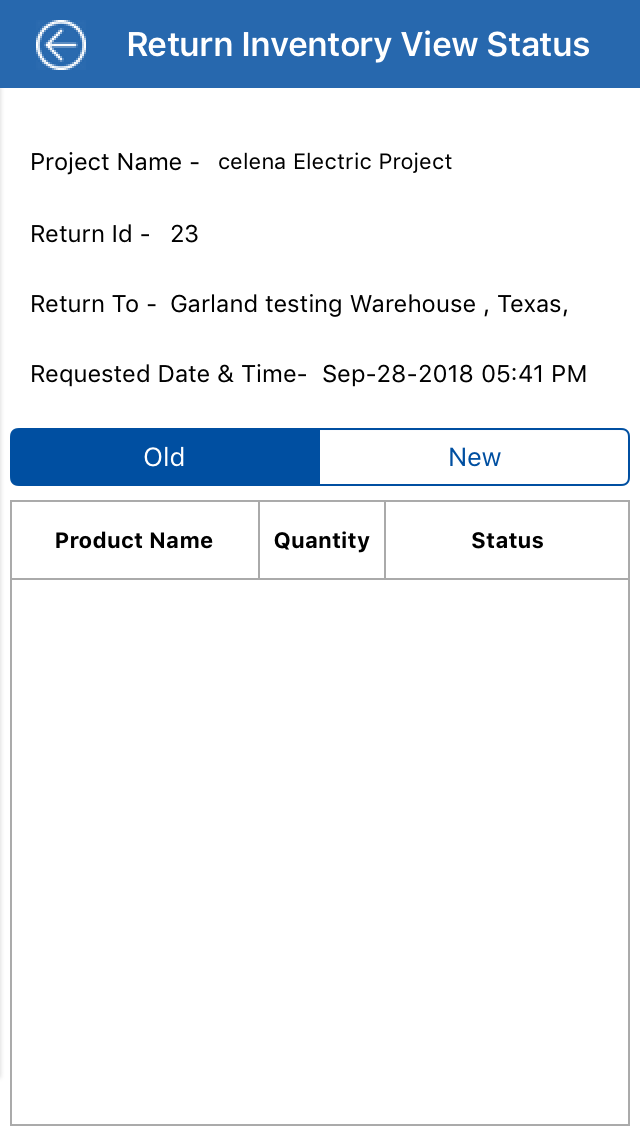 Return Inventory View Status
Project Name - celena Electric Project
Return Id - 23
Return To - Garland testing Warehouse , Texas,
Requested Date & Time- Sep-28-2018 05:41 PM
Old New
Product Name Quantity Status